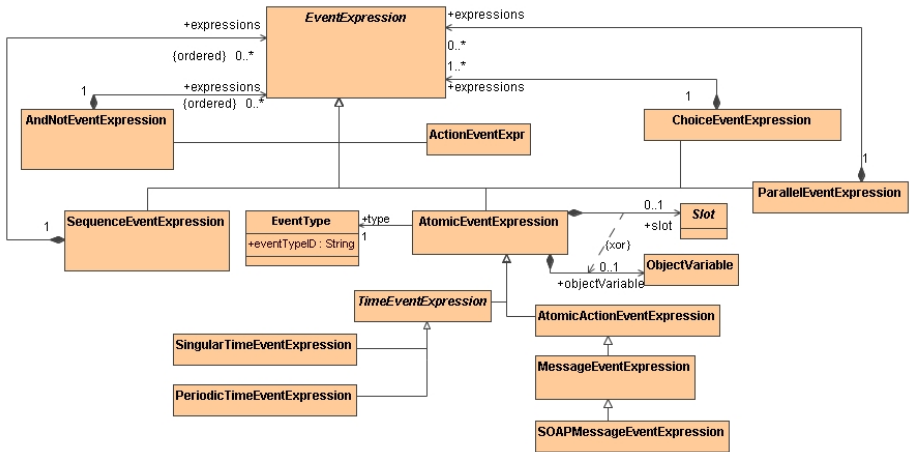 EventExpression
+expressions
+expressions
{ordered} 0..*
0..*
1..*
1
+expressions
{ordered} 0..*
+expressions
1
AndNotEventExpression
ActionEventExpr
ChoiceEventExpression
1
ParallelEventExpression
SequenceEventExpression
1
EventType
+eventTypeID : String
+type
1
AtomicEventExpression
0..1
+slot
Slot
{xor}
0..1
+objectVariable
ObjectVariable
TimeEventExpression
AtomicActionEventExpression
SingularTimeEventExpression
MessageEventExpression
PeriodicTimeEventExpression
SOAPMessageEventExpression